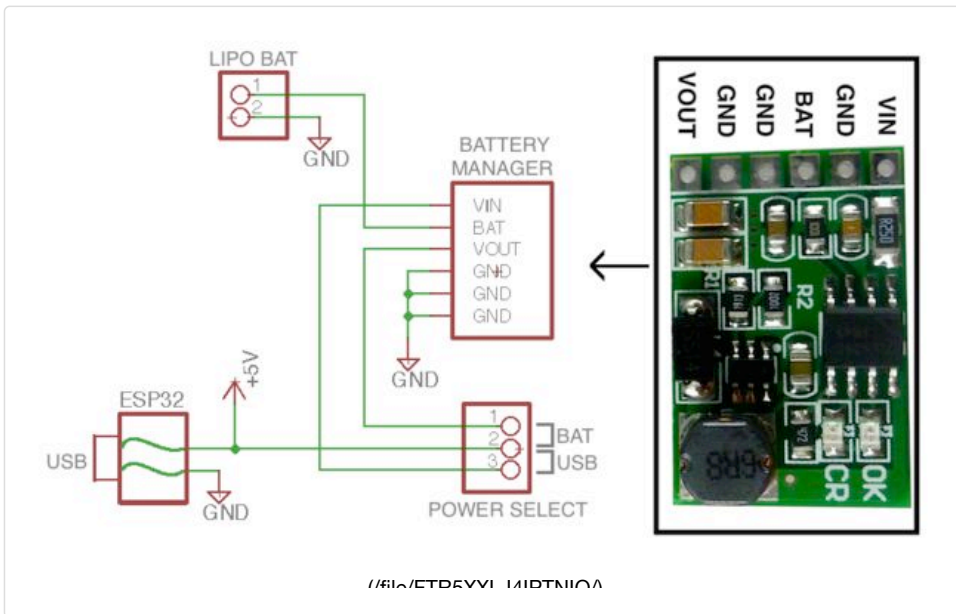 LIPO BAT
1
2
GND
BATTERY
MANAGER
VIN
BAT
VOUT
GND
GND
GND
GND
+5V
ESP32
USB
GND
1
2
3
BAT
USB
POWER SELECT
VOUT
GND
GND
BAT
GND
VIN
R250
R1
R2
6R8
CR
OK